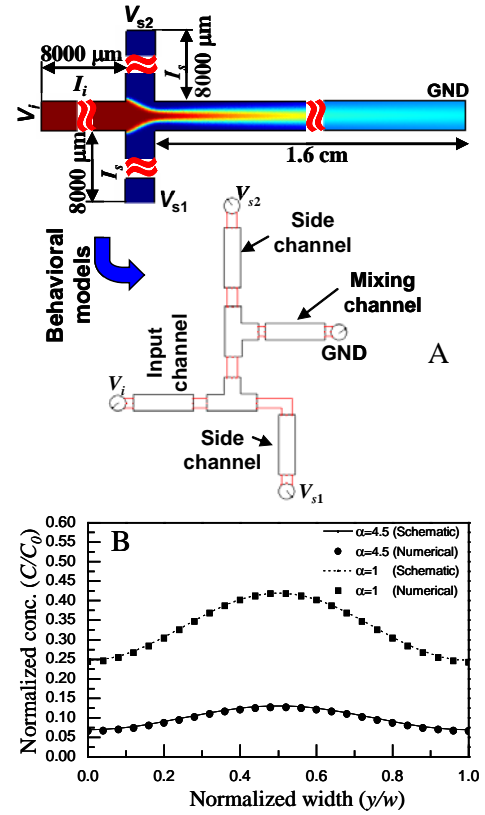 V_s2
8000 µm
I_i
I_s
8000 µm
V_i
GND
8000 µm
I_s
1.6 cm
V_s1
V_s2
Side
channel
Behavioral
models
Mixing
channel
Input
channel
GND
A
V_i
Side
channel
V_s1
B
α=4.5 (Schematic)
α=4.5 (Numerical)
α=1 (Schematic)
α=1 (Numerical)
Normalized conc. (C/C_0)
0.60
0.55
0.50
0.45
0.40
0.35
0.30
0.25
0.20
0.15
0.10
0.05
0.00
0.0 0.2 0.4 0.6 0.8 1.0
Normalized width (y/w)